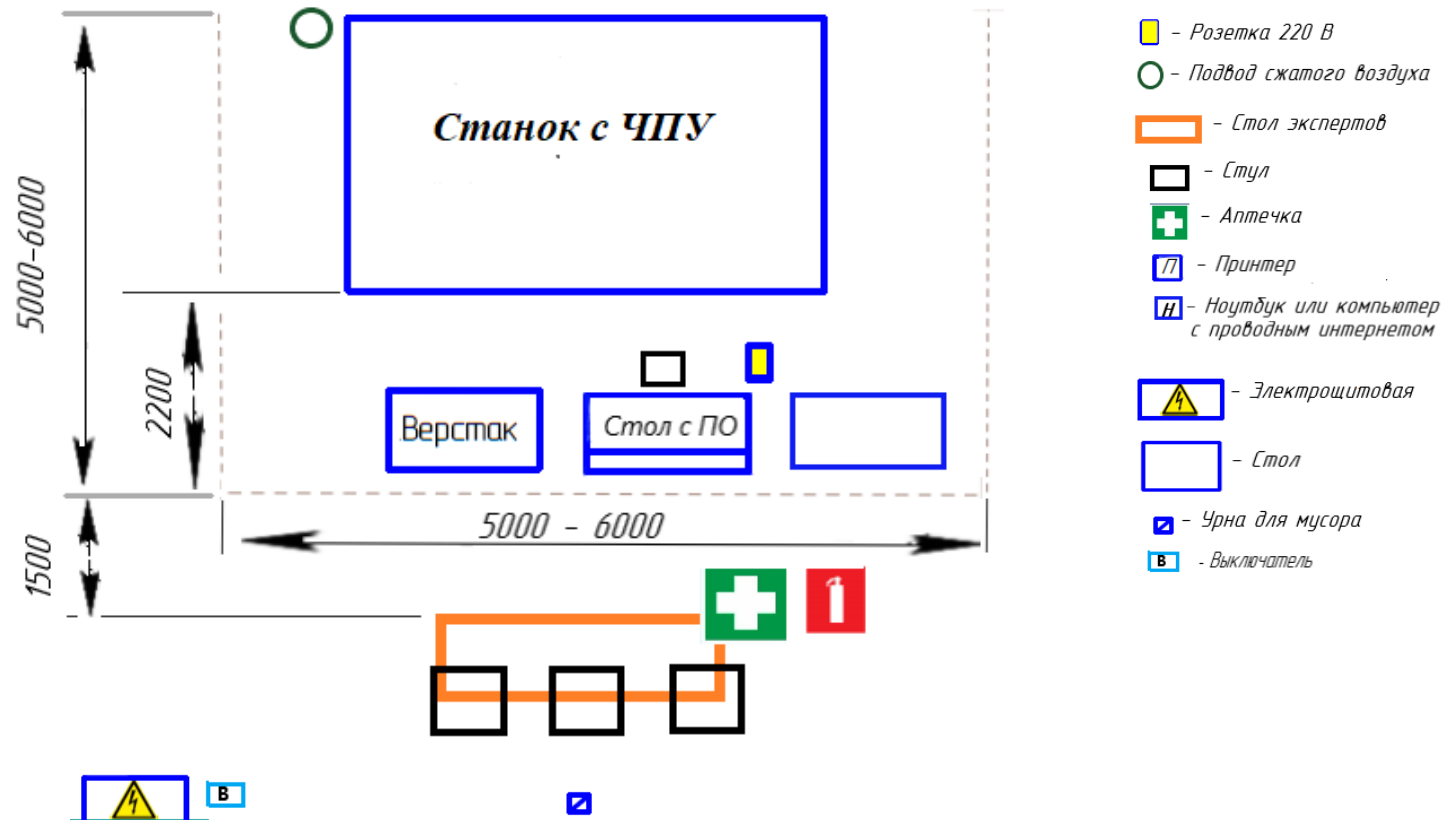 Станок с ЧПУ
5000-6000
2200
Верстак
Стол с ПО
5000 - 6000
1500
В
- Розетка 220 В
- Подвод сжатого воздуха
- Стол экспертов
- Стул
- Аптечка
П - Принтер
Н - Ноутбук или компьютер
с проводным интернетом
- Электрощитовая
- Стол
- Урна для мусора
В - Выключатель